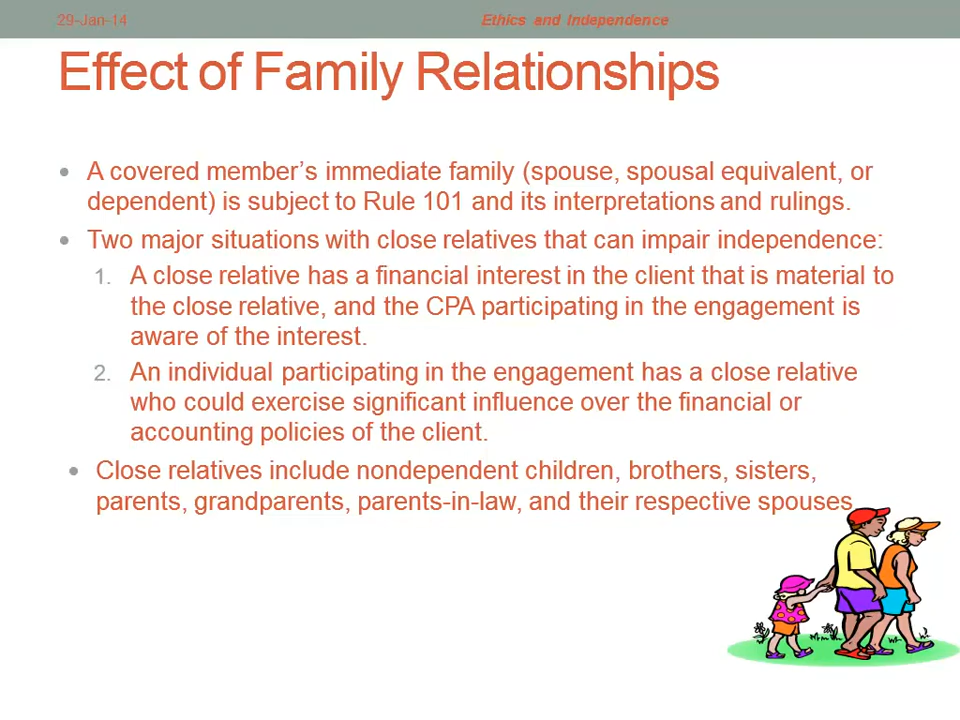 29-Jan-14 Ethics and Independence
Effect of Family Relationships
• A covered member’s immediate family (spouse, spousal equivalent, or
dependent) is subject to Rule 101 and its interpretations and rulings.
• Two major situations with close relatives that can impair independence:
1. A close relative has a financial interest in the client that is material to
the close relative, and the CPA participating in the engagement is
aware of the interest.
2. An individual participating in the engagement has a close relative
who could exercise significant influence over the financial or
accounting policies of the client.
• Close relatives include nondependent children, brothers, sisters,
parents, grandparents, parents-in-law, and their respective spouses